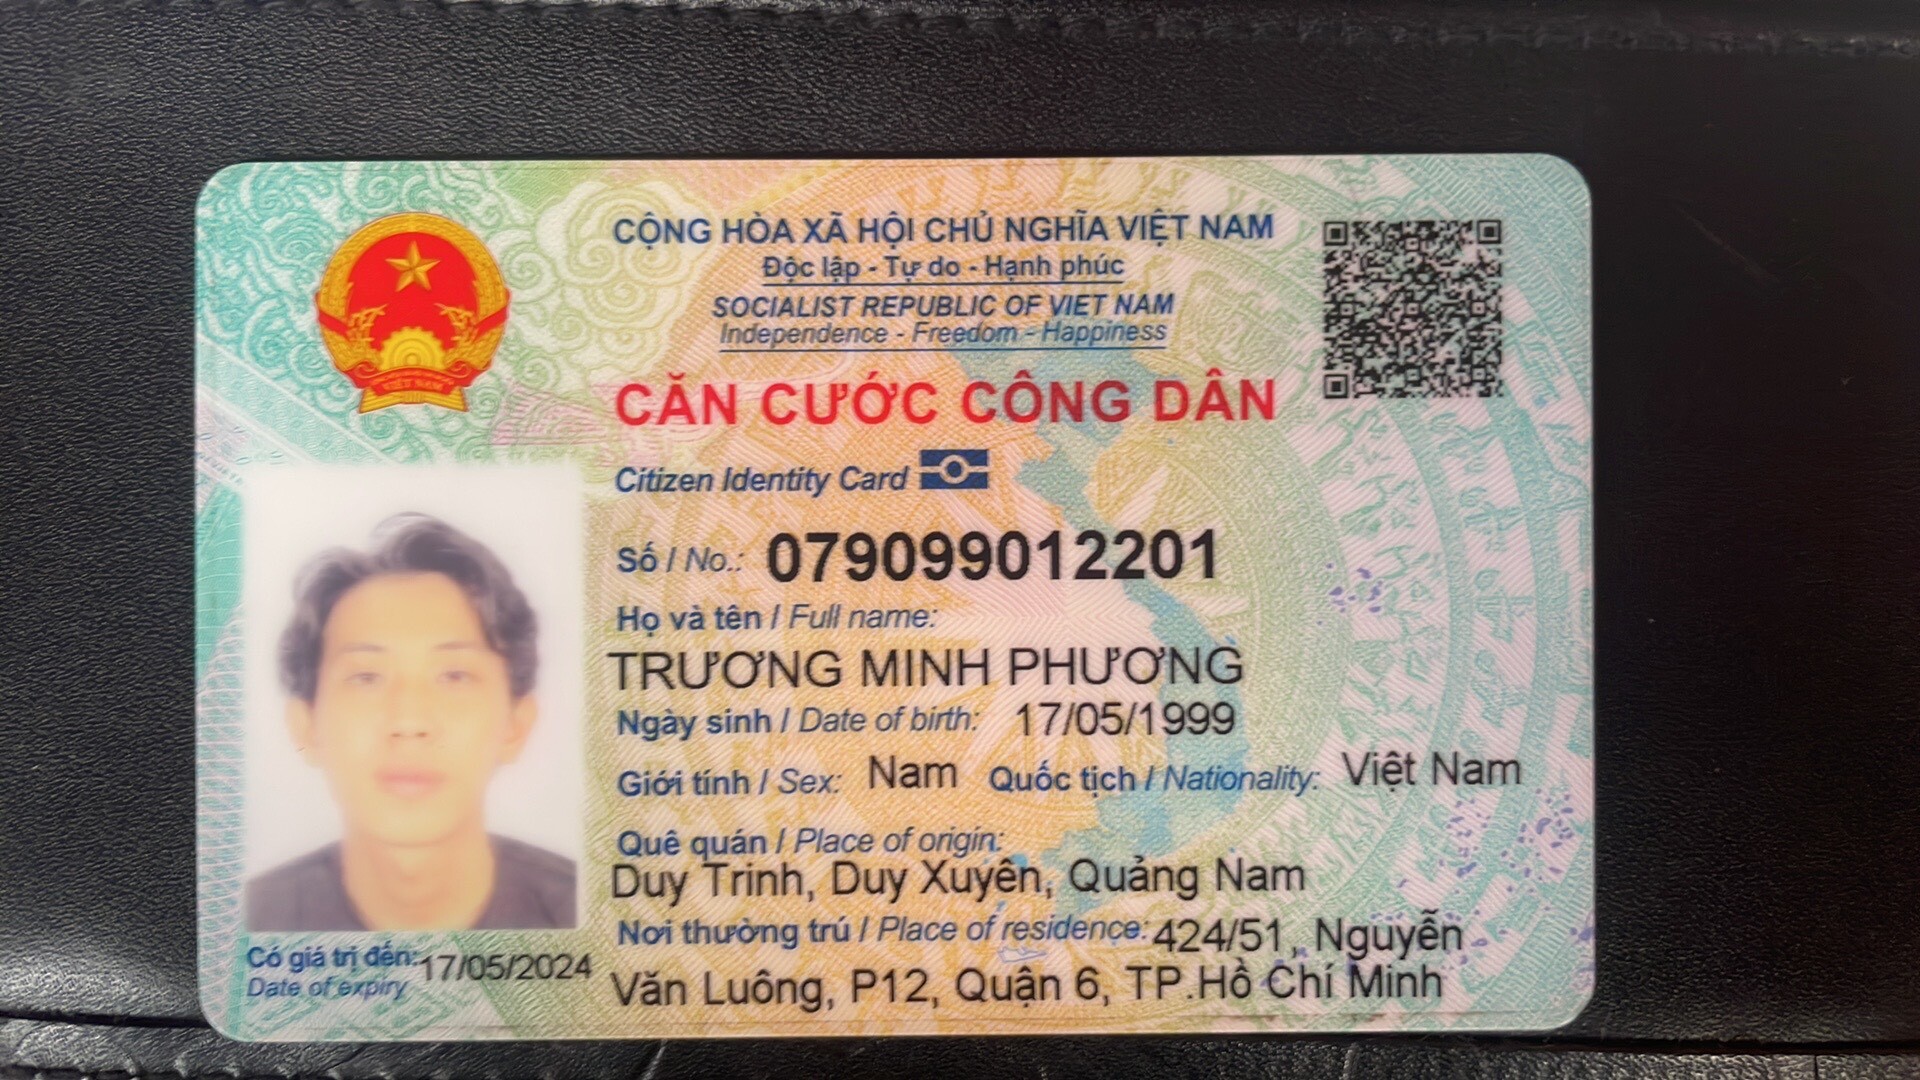 CỘNG HÒA XÃ HỘI CHỦ NGHĨA VIỆT NAM
Độc lập - Tự do - Hạnh phúc
SOCIALIST REPUBLIC OF VIET NAM
Independence - Freedom - Happiness
CĂN CƯỚC CÔNG DÂN
Citizen Identity Card
Số / No.: 079099012201
Họ và tên / Full name:
TRƯƠNG MINH PHƯƠNG
Ngày sinh / Date of birth: 17/05/1999
Giới tính / Sex: Nam Quốc tịch / Nationality: Việt Nam
Quê quán / Place of origin:
Duy Trinh, Duy Xuyên, Quảng Nam
Nơi thường trú / Place of residence: 424/51, Nguyễn
Văn Luông, P12, Quận 6, TP.Hồ Chí Minh
Có giá trị đến: 17/05/2024
Date of expiry
VIỆT NAM